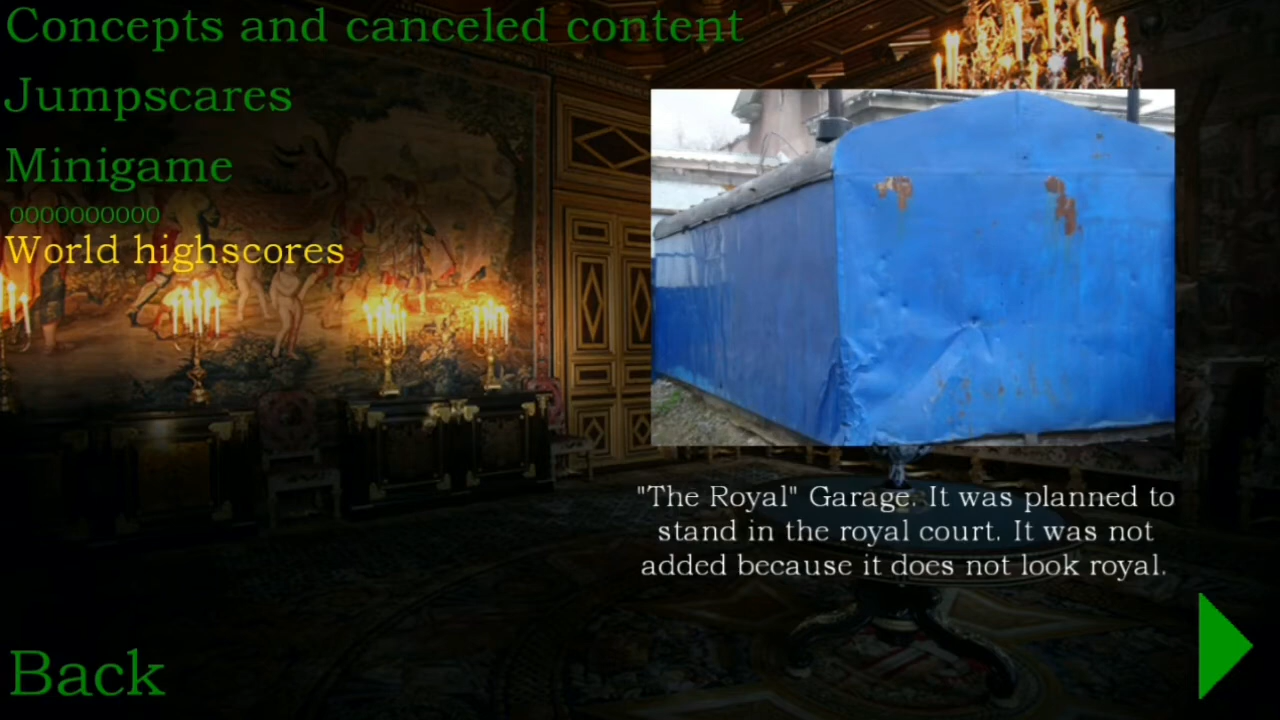 Concepts and canceled content
Jumpscares
Minigame
0000000000
World highscores
"The Royal" Garage. It was planned to
stand in the royal court. It was not
added because it does not look royal.
Back